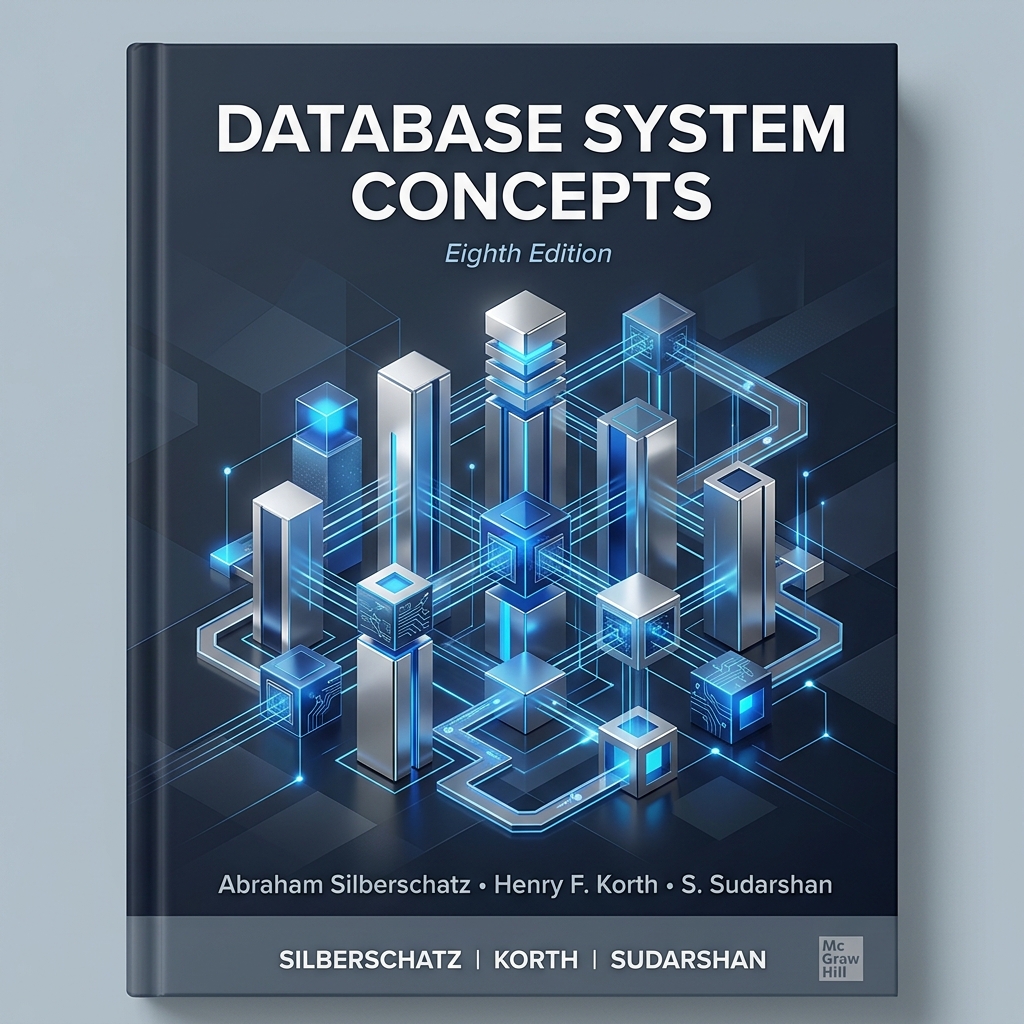 DATABASE SYSTEM
CONCEPTS
Eighth Edition
Abraham Silberschatz • Henry F. Korth • S. Sudarshan
SILBERSCHATZ | KORTH | SUDARSHAN
Mc
Graw
Hill